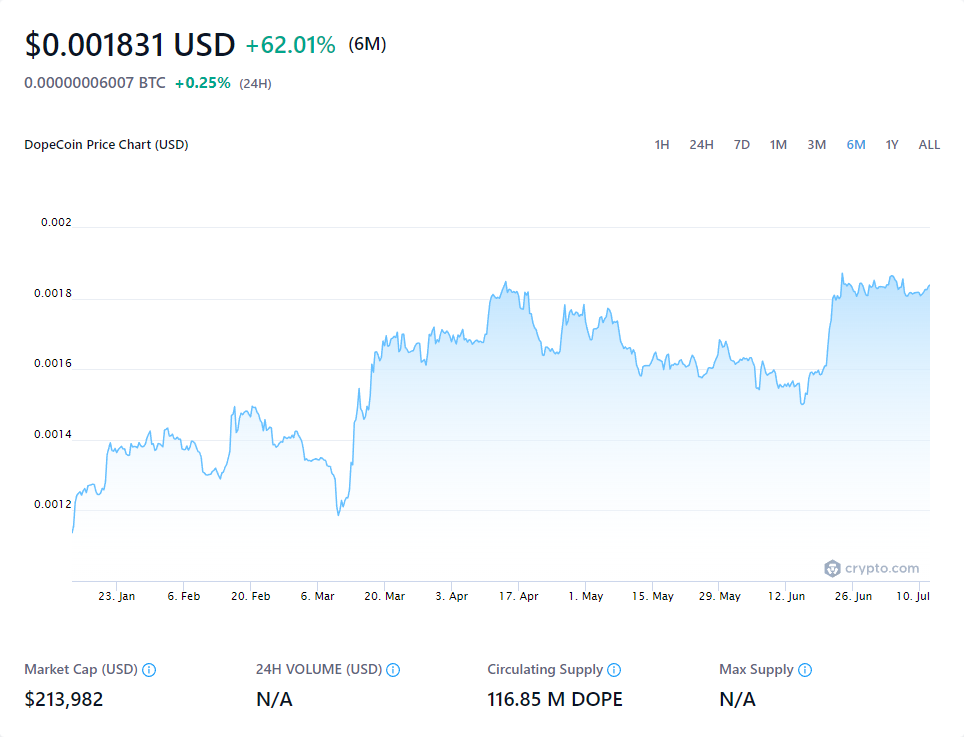 $0.001831 USD +62.01% (6M)
0.00000006007 BTC +0.25% (24H)
DopeCoin Price Chart (USD) 1H 24H 7D 1M 3M 6M 1Y ALL
0.002
0.0018
0.0016
0.0014
0.0012
crypto.com
23. Jan 6. Feb 20. Feb 6. Mar 20. Mar 3. Apr 17. Apr 1. May 15. May 29. May 12. Jun 26. Jun 10. Jul
Market Cap (USD) 24H VOLUME (USD) Circulating Supply Max Supply
$213,982 N/A 116.85 M DOPE N/A